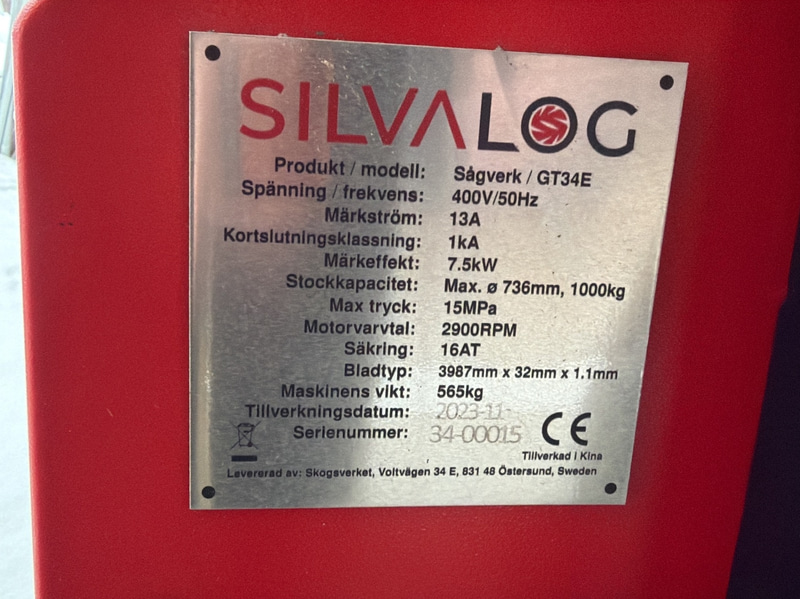 SILVALOG
Produkt / modell: Sågverk / GT34E
Spänning / frekvens: 400V/50Hz
Märkström: 13A
Kortslutningsklassning: 1kA
Märkeffekt: 7.5kW
Stockkapacitet: Max. ø 736mm, 1000kg
Max tryck: 15MPa
Motorvarvtal: 2900RPM
Säkring: 16AT
Bladtyp: 3987mm x 32mm x 1.1mm
Maskinens vikt: 565kg
Tillverkningsdatum: 2023-11-
Serienummer: 34-00015
CE
Tillverkad i Kina
Levererad av: Skogsverket, Voltvägen 34 E, 831 48 Östersund, Sweden